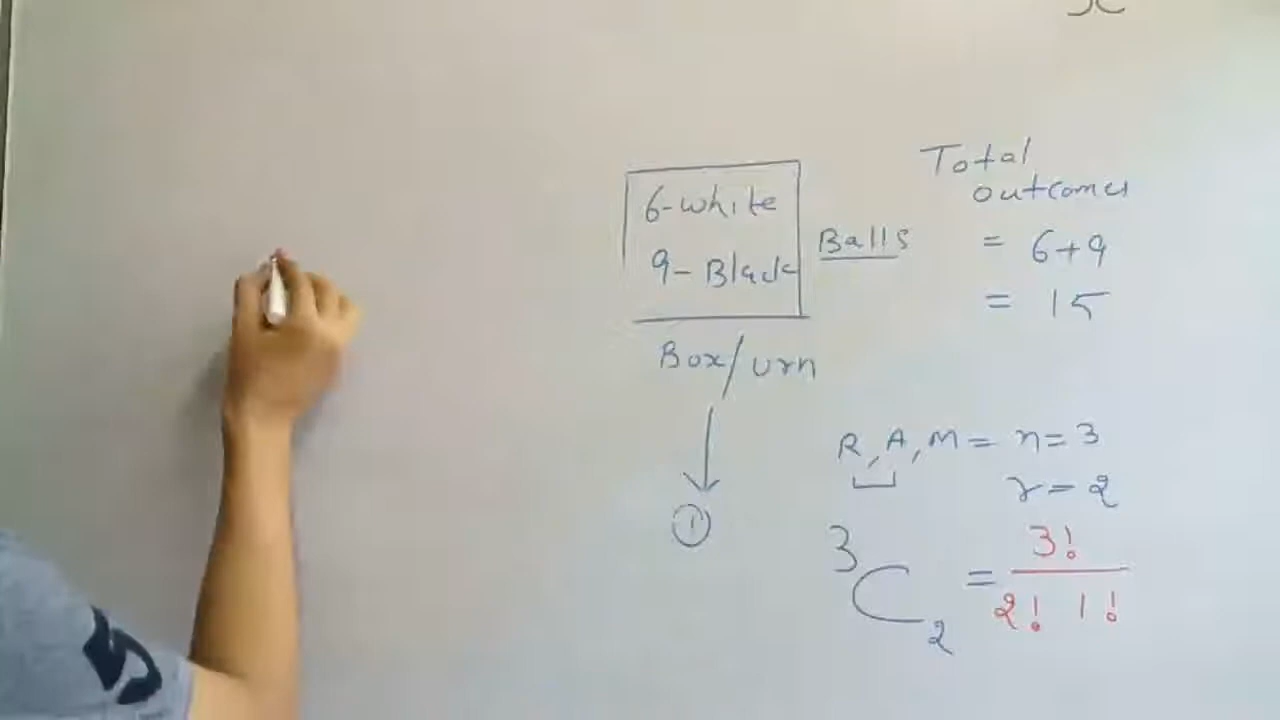 6-white
9-Black
Balls
Box/urn
1
Total
outcomes
= 6+9
= 15
R, A, M = n=3
r=2
3C2 = 3!
2! 1!